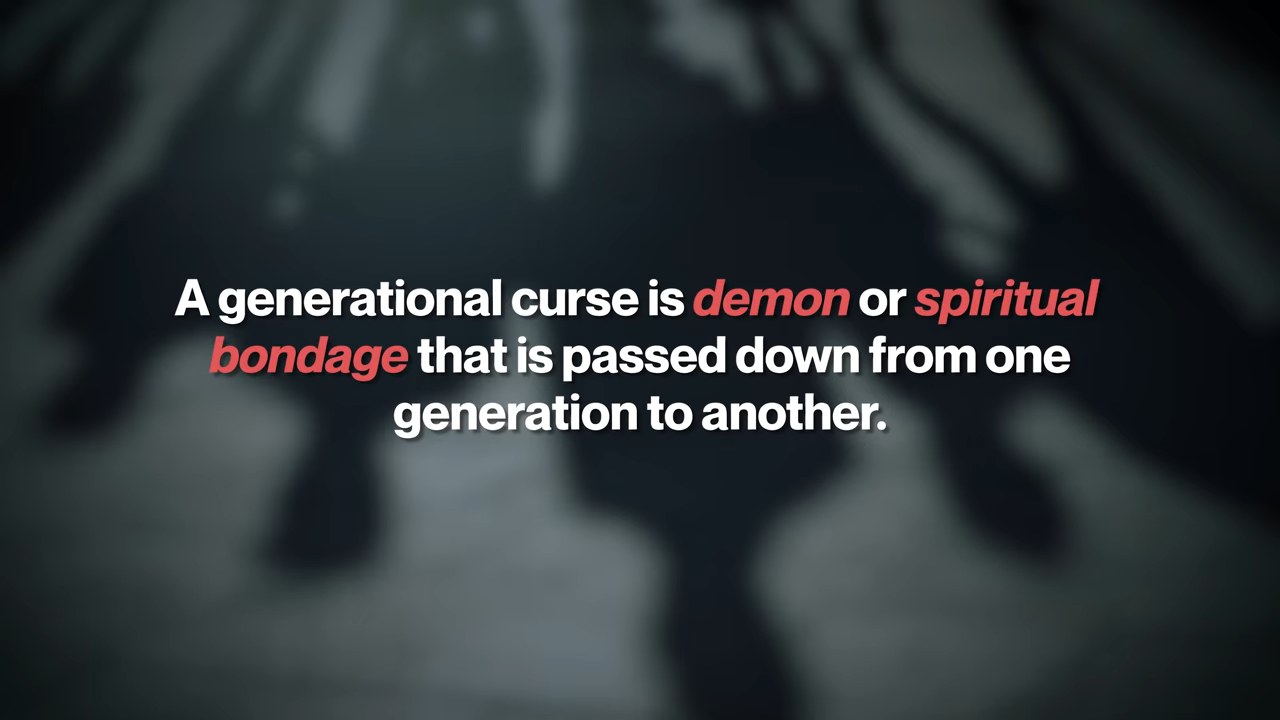 A generational curse is demon or spiritual
bondage that is passed down from one
generation to another.